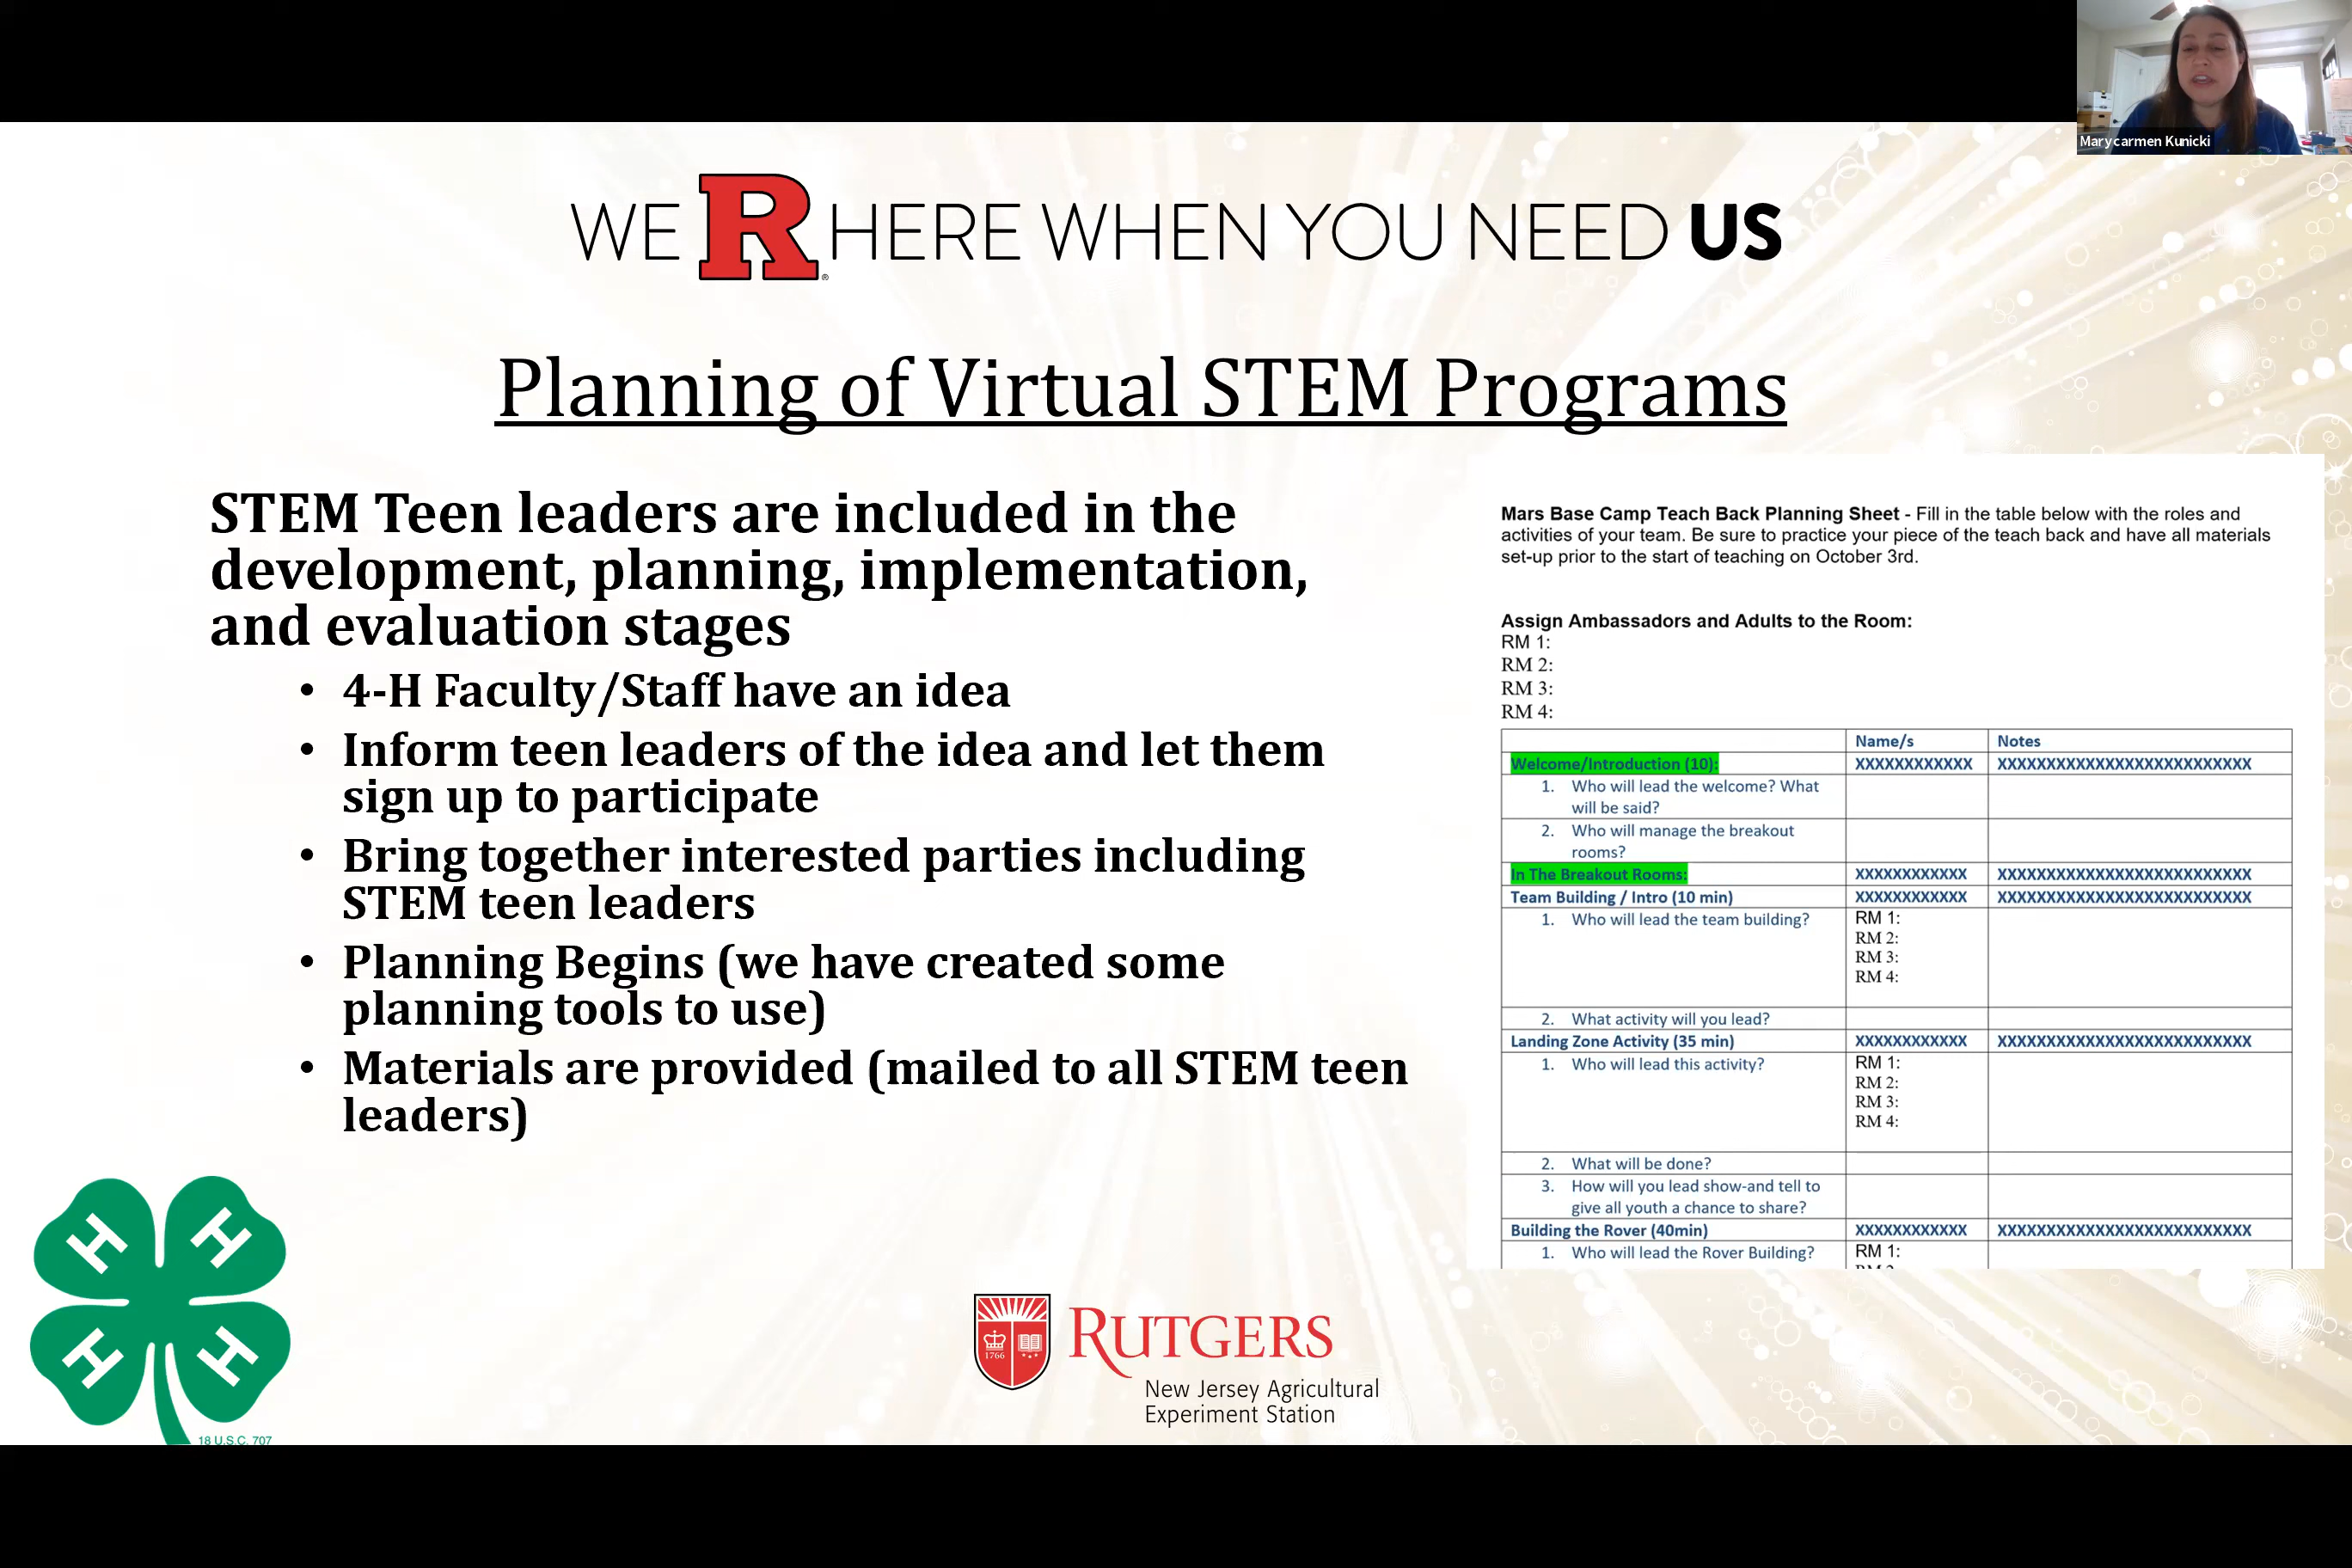 Marycarmen Kunicki
WE R HERE WHEN YOU NEED US
Planning of Virtual STEM Programs
STEM Teen leaders are included in the
development, planning, implementation,
and evaluation stages
• 4-H Faculty/Staff have an idea
• Inform teen leaders of the idea and let them
sign up to participate
• Bring together interested parties including
STEM teen leaders
• Planning Begins (we have created some
planning tools to use)
• Materials are provided (mailed to all STEM teen
leaders)
Mars Base Camp Teach Back Planning Sheet - Fill in the table below with the roles and
activities of your team. Be sure to practice your piece of the teach back and have all materials
set-up prior to the start of teaching on October 3rd.
Assign Ambassadors and Adults to the Room:
RM 1:
RM 2:
RM 3:
RM 4:
Name/s Notes
Welcome/Introduction (10): XXXXXXXXXXXX XXXXXXXXXXXXXXXXXXXXXXXXXX
1. Who will lead the welcome? What
will be said?
2. Who will manage the breakout
rooms?
In The Breakout Rooms: XXXXXXXXXXXX XXXXXXXXXXXXXXXXXXXXXXXXXX
Team Building / Intro (10 min) XXXXXXXXXXXX XXXXXXXXXXXXXXXXXXXXXXXXXX
1. Who will lead the team building? RM 1:
RM 2:
RM 3:
RM 4:
2. What activity will you lead?
Landing Zone Activity (35 min) XXXXXXXXXXXX XXXXXXXXXXXXXXXXXXXXXXXXXX
1. Who will lead this activity? RM 1:
RM 2:
RM 3:
RM 4:
2. What will be done?
3. How will you lead show-and tell to
give all youth a chance to share?
Building the Rover (40min) XXXXXXXXXXXX XXXXXXXXXXXXXXXXXXXXXXXXXX
1. Who will lead the Rover Building? RM 1:
H H
H H
18 U.S.C. 707
1766
RUTGERS
New Jersey Agricultural
Experiment Station